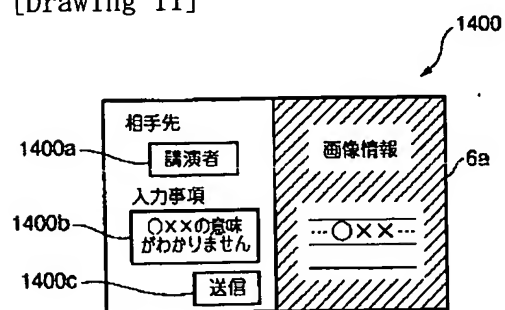 [Drawing 11]
1400
相手先
1400a
講演者
画像情報
6a
入力事項
1400b
〇××の意味
がわかりません
…〇××…
1400c
送信